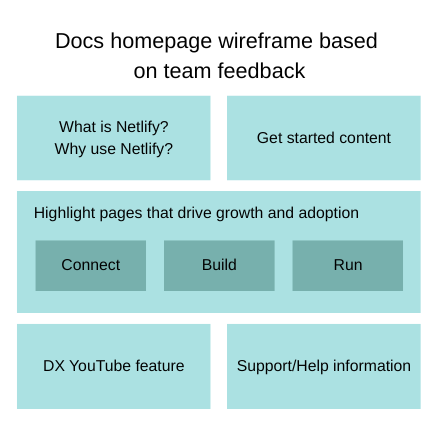 Docs homepage wireframe based
on team feedback
What is Netlify?
Why use Netlify?
Get started content
Highlight pages that drive growth and adoption
Connect
Build
Run
DX YouTube feature
Support/Help information